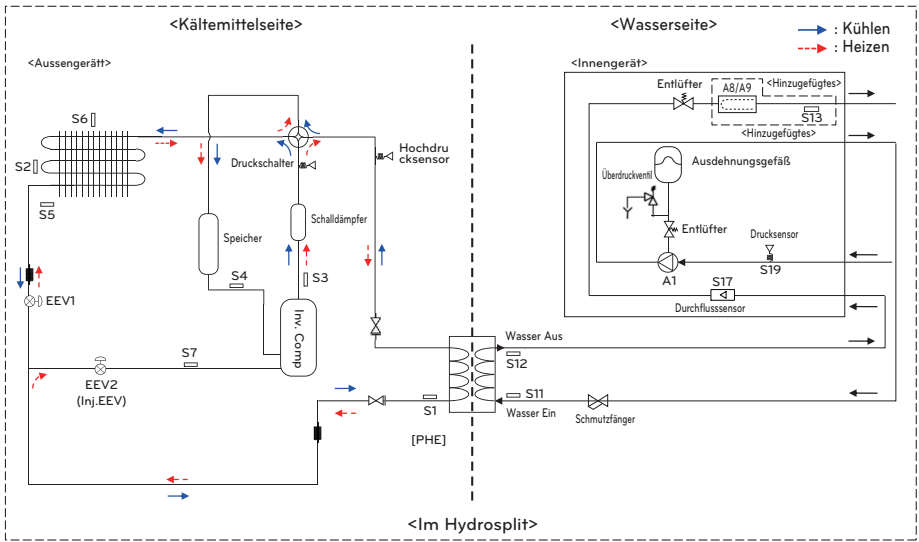 <Kältemittelseite>
<Wasserseite>
: Kühlen
: Heizen
<Aussengerätt>
<Innengerät>
Entlüfter
A8/A9
<Hinzugefügtes>
S13
<Hinzugefügtes>
S6
S2
S5
Druckschalter
Hochdru
cksensor
Ausdehnungsgefäß
Überdruckventil
Schalldämpfer
Speicher
Entlüfter
Drucksensor
S19
A1
S4
S3
S17
Durchflusssensor
EEV1
Inv. Comp
Wasser Aus
S12
S7
EEV2
(Inj.EEV)
S1
S11
Wasser Ein
Schmutzfänger
[PHE]
<Im Hydrosplit>